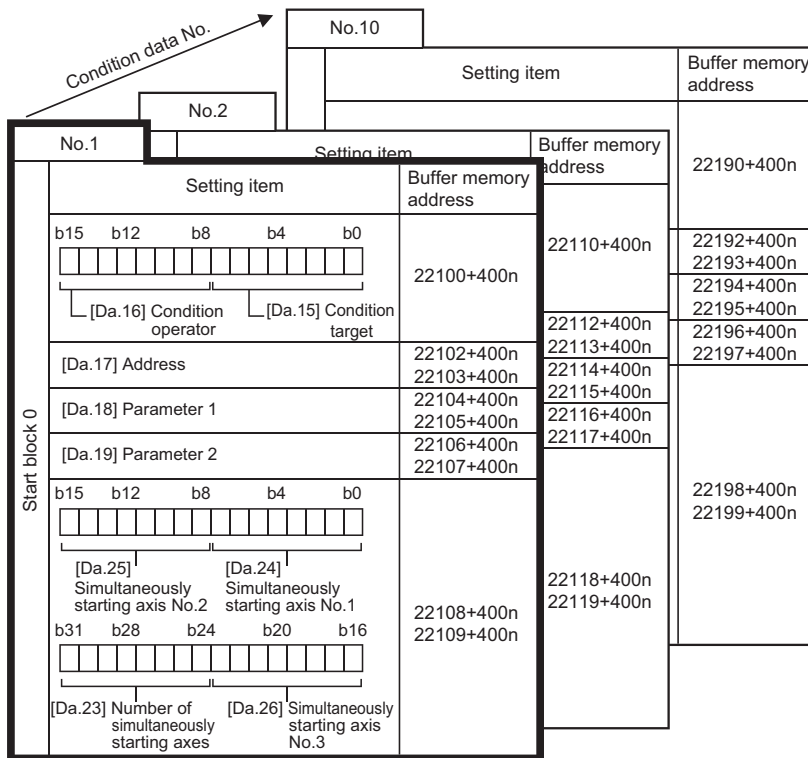 Condition data No.
No.10
Setting item
Buffer memory
address
22190+400n
22192+400n
22193+400n
22194+400n
22195+400n
22196+400n
22197+400n
22198+400n
22199+400n
No.2
Setting item
Buffer memory
address
22110+400n
22112+400n
22113+400n
22114+400n
22115+400n
22116+400n
22117+400n
22118+400n
22119+400n
No.1
Start block 0
Setting item
Buffer memory
address
b15 b12 b8 b4 b0
[Da.16] Condition
operator
[Da.15] Condition
target
22100+400n
[Da.17] Address
22102+400n
22103+400n
[Da.18] Parameter 1
22104+400n
22105+400n
[Da.19] Parameter 2
22106+400n
22107+400n
b15 b12 b8 b4 b0
[Da.25]
Simultaneously
starting axis No.2
[Da.24]
Simultaneously
starting axis No.1
b31 b28 b24 b20 b16
[Da.23] Number of
simultaneously
starting axes
[Da.26] Simultaneously
starting axis
No.3
22108+400n
22109+400n